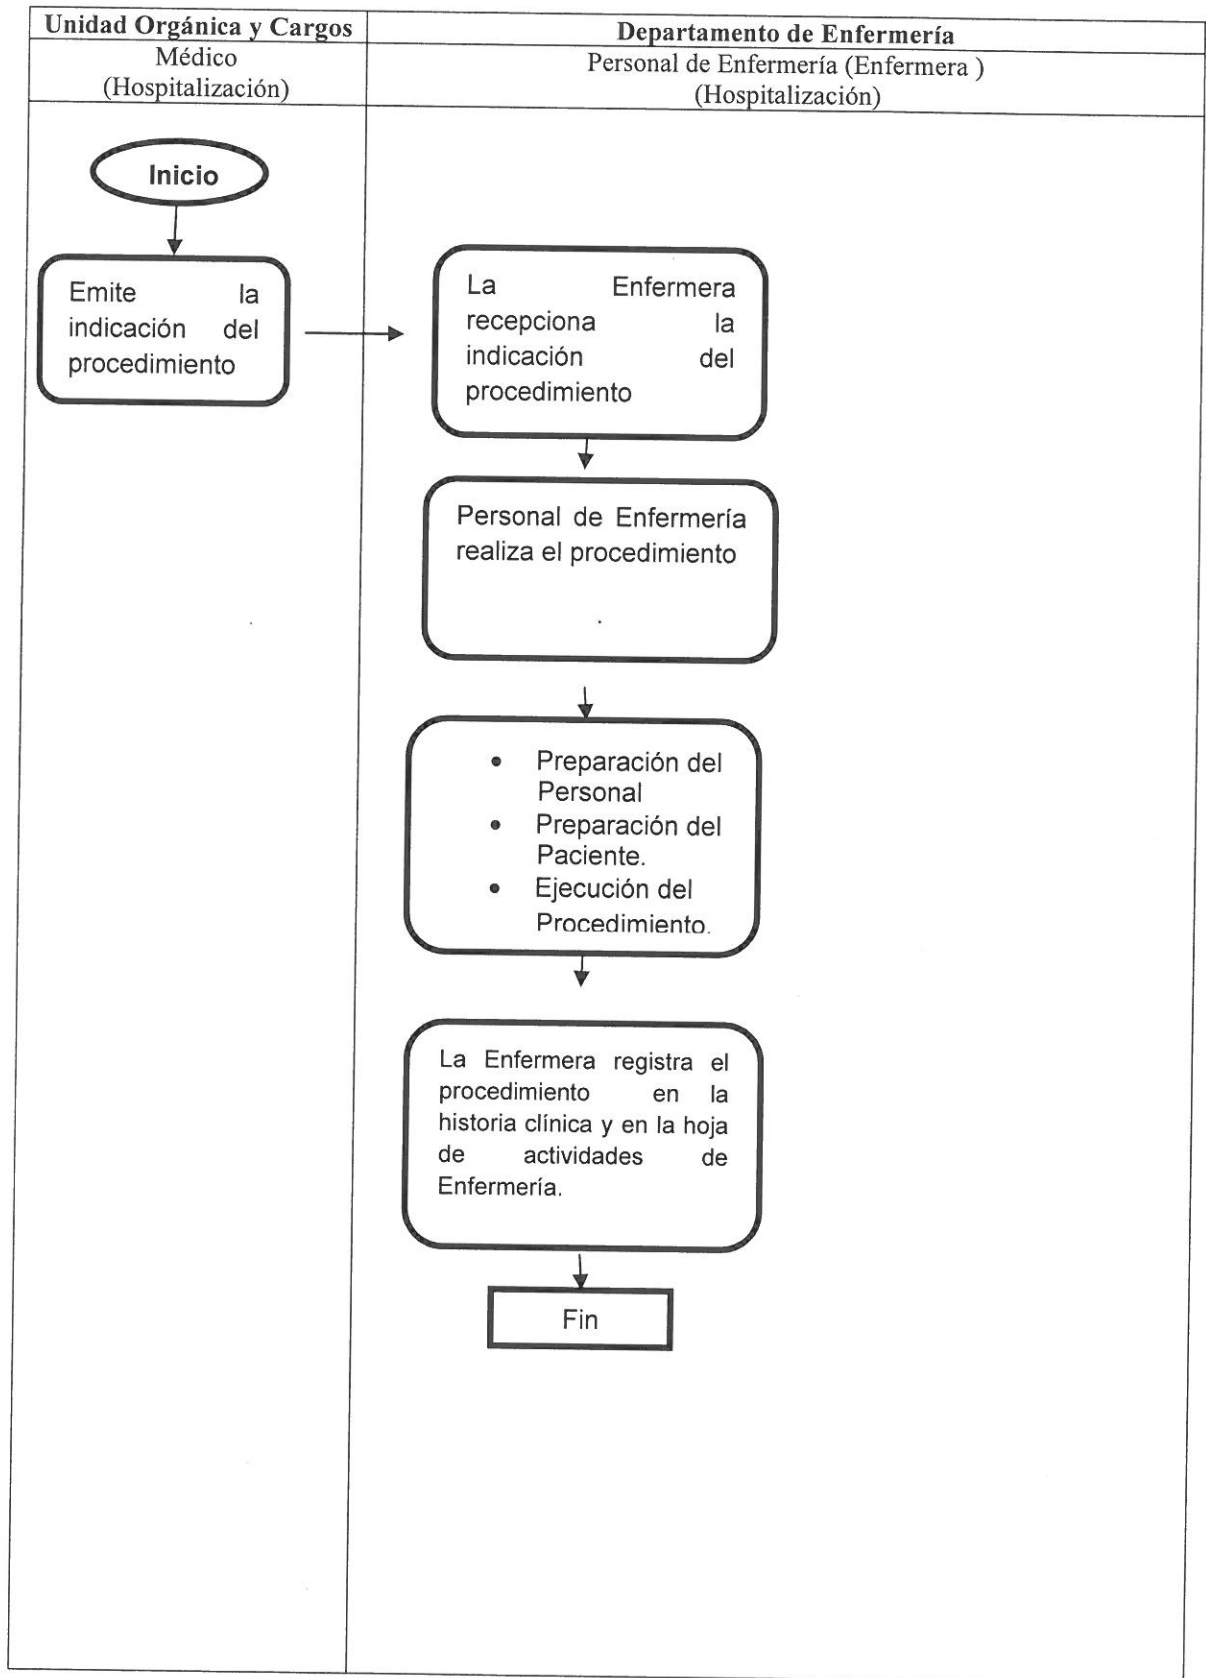 Unidad Orgánica y Cargos
Departamento de Enfermería
Médico
(Hospitalización)
Personal de Enfermería (Enfermera )
(Hospitalización)
Inicio
Emite la
indicación del
procedimiento
La Enfermera
recepciona la
indicación del
procedimiento
Personal de Enfermería
realiza el procedimiento
.
• Preparación del
Personal
• Preparación del
Paciente.
• Ejecución del
Procedimiento.
La Enfermera registra el
procedimiento en la
historia clínica y en la hoja
de actividades de
Enfermería.
Fin